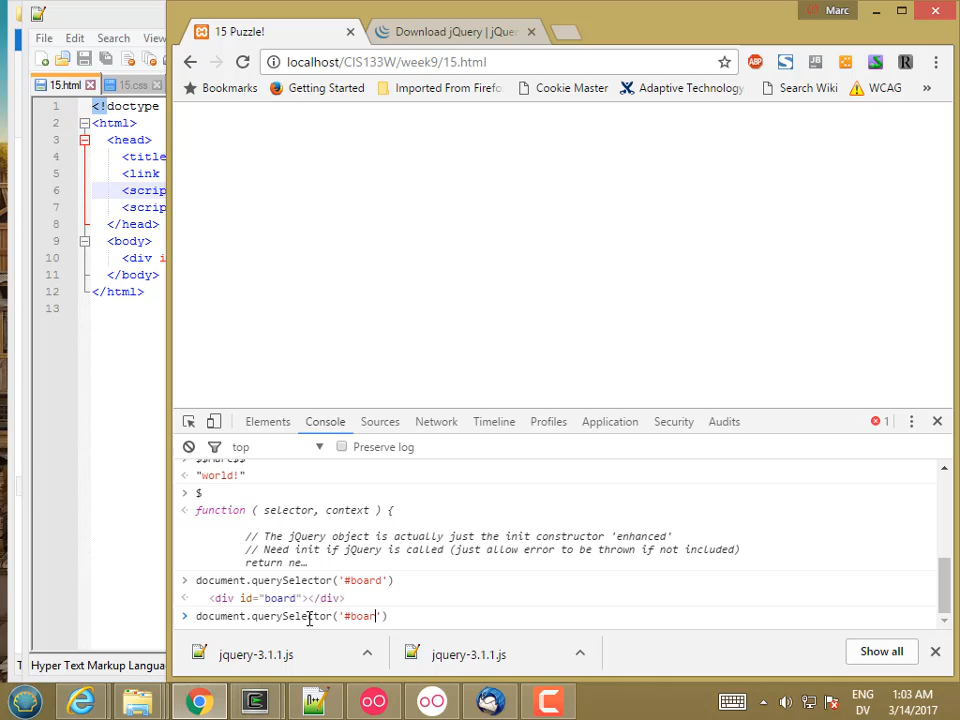 Marc
15 Puzzle!
Download jQuery | jQue
File Edit Search View
localhost/CIS133W/week9/15.html
ABP
JB
S
R
Bookmarks Getting Started Imported From Firefo Cookie Master Adaptive Technology Search Wiki WCAG »
15.html 15.css
1 <!doctype
2 <html>
3 <head>
4 <title
5 <link
6 <scrip
7 <scrip
8 </head>
9 <body>
10 <div i
11 </body>
12 </html>
13
Elements Console Sources Network Timeline Profiles Application Security Audits 1
top Preserve log
"world!"
> $
function ( selector, context ) {
// The jQuery object is actually just the init constructor 'enhanced'
// Need init if jQuery is called (just allow error to be thrown if not included)
return ne…
> document.querySelector('#board')
<div id="board"></div>
> document.querySelector('#boar')
jquery-3.1.1.js jquery-3.1.1.js Show all
Hyper Text Markup Langua
ENG 1:03 AM
DV 3/14/2017